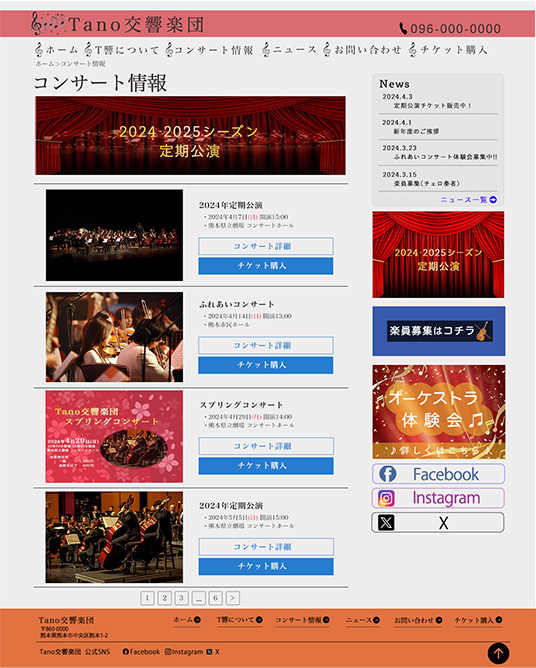 Tano交響楽団
096-000-0000
ホーム T響について コンサート情報 ニュース お問い合わせ チケット購入
ホーム>コンサート情報
コンサート情報
2024-2025シーズン
定期公演
2024年定期公演
・2024年4月7日(日) 開演15:00
・熊本県立劇場 コンサートホール
コンサート詳細
チケット購入
ふれあいコンサート
・2024年4月14日(日) 開演13:00
・熊本市民ホール
コンサート詳細
チケット購入
Tano交響楽団
スプリングコンサート
2024年4月29日(月)
スプリングコンサート
・2024年4月29日(月) 開演14:00
・熊本県立劇場 コンサートホール
コンサート詳細
チケット購入
2024年定期公演
・2024年5月5日(日) 開演15:00
・熊本県立劇場 コンサートホール
コンサート詳細
チケット購入
1 2 3 ... 6 >
News
2024.4.3
定期公演チケット販売中！
2024.4.1
新年度のご挨拶
2024.3.23
ふれあいコンサート体験会募集中!!
2024.3.15
楽員募集(チェロ奏者)
ニュース一覧
2024-2025シーズン
定期公演
楽員募集はコチラ
オーケストラ
体験会♫
♪詳しくはこちら♪
Facebook
Instagram
X
Tano交響楽団
〒860-0000
熊本県熊本市中央区熊本1-2
ホーム T響について コンサート情報 ニュース お問い合わせ チケット購入
Tano交響楽団 公式SNS Facebook Instagram X